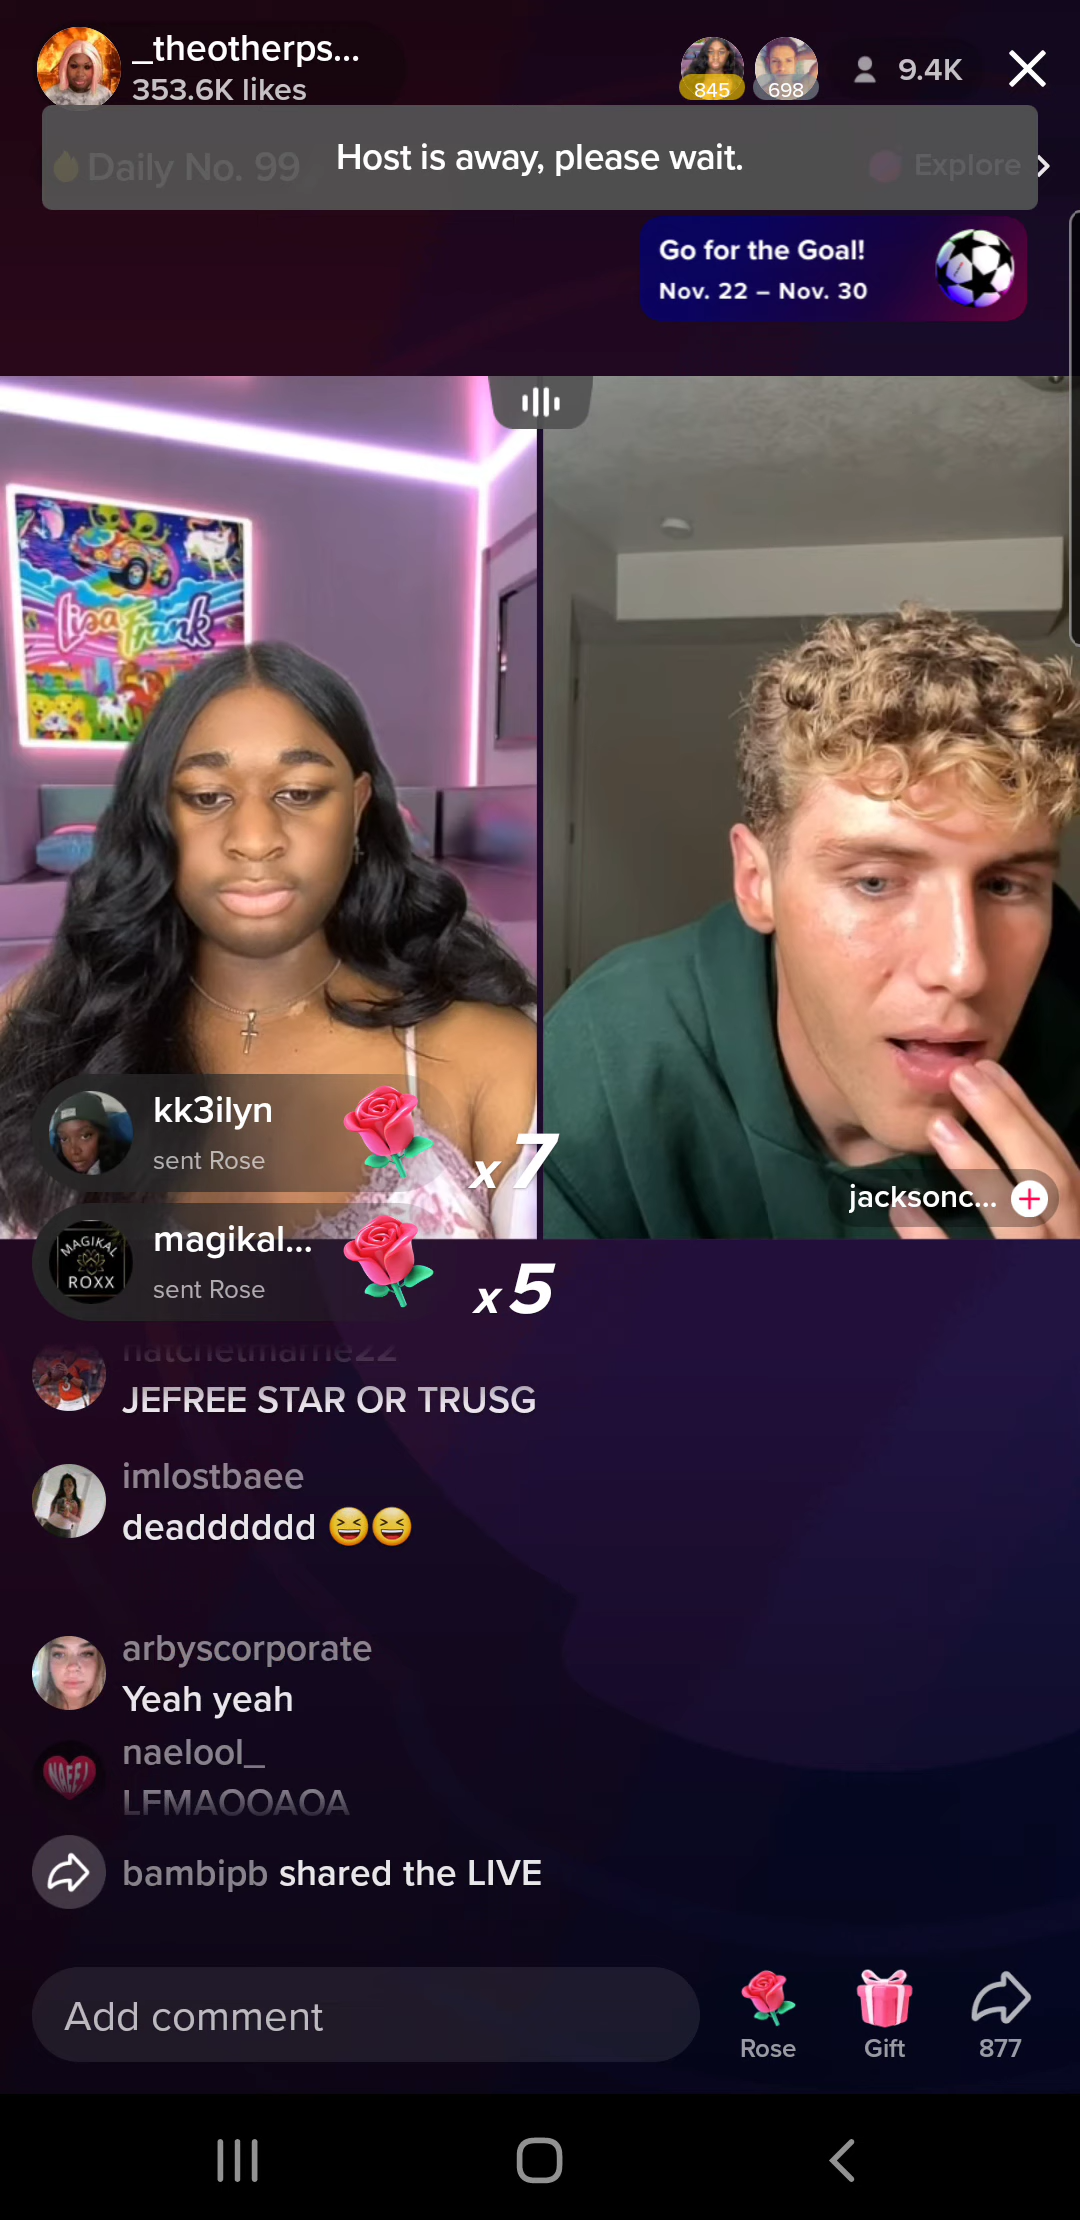 _theotherps...
353.6K likes
845
698
9.4K
Host is away, please wait.
Daily No. 99
Explore
Go for the Goal!
Nov. 22 – Nov. 30
Lisa Frank
kk3ilyn
sent Rose
x7
jacksonc...
MAGIKAL
ROXX
magikal...
sent Rose
x5
JEFREE STAR OR TRUSG
imlostbaee
deadddddd 😆😆
arbyscorporate
Yeah yeah
naelool_
LFMAOOAOA
bambipb shared the LIVE
Add comment
Rose
Gift
877